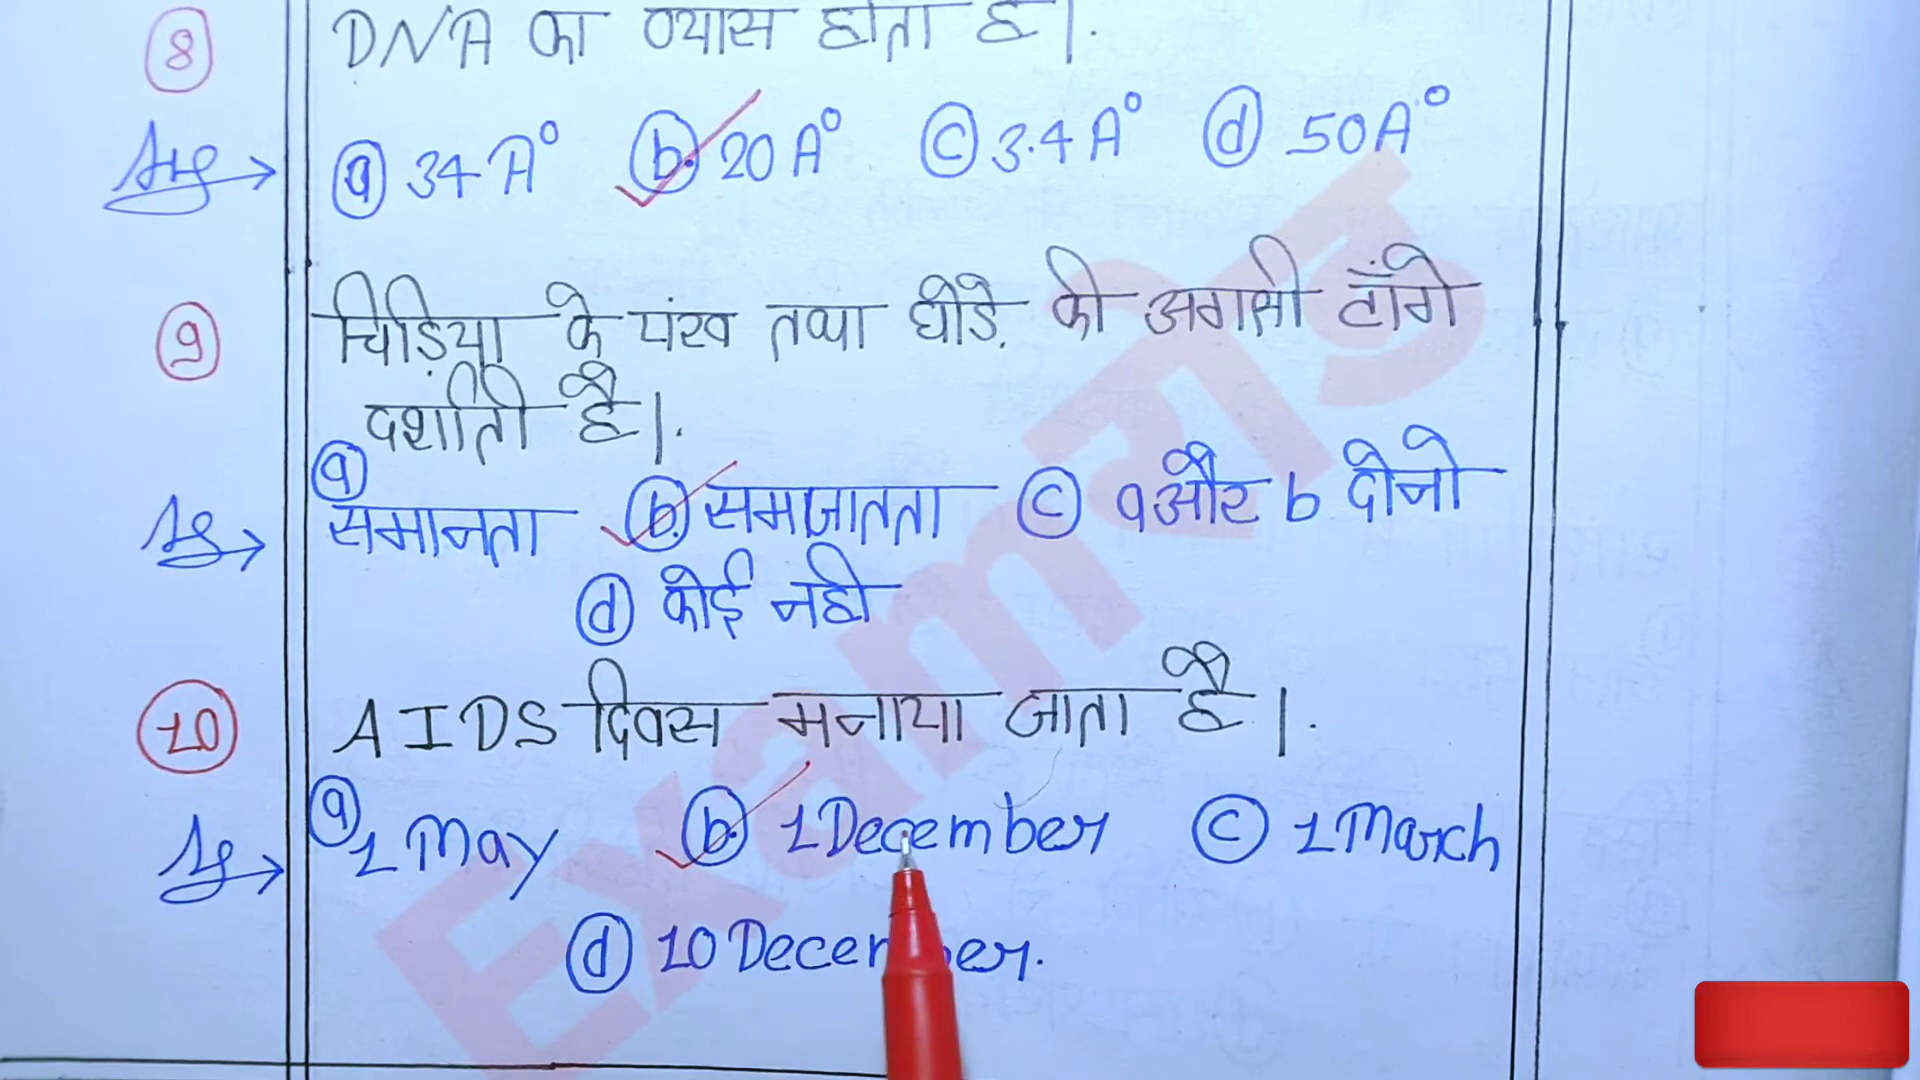 8 DNA का व्यास होता है।.
Ans → a 34 A° b. 20 A° c 3.4 A° d 50 A°
9 चिड़िया के पंख तथा घोडे. की अगली टाँगे
दर्शाती है।.
Ans → a समानता b. समजातता c a और b दोनो
d कोई नही
10 AIDS दिवस मनाया जाता है।.
Ans → a 1 May b. 1 December c 1 March
d 10 December.
Exam